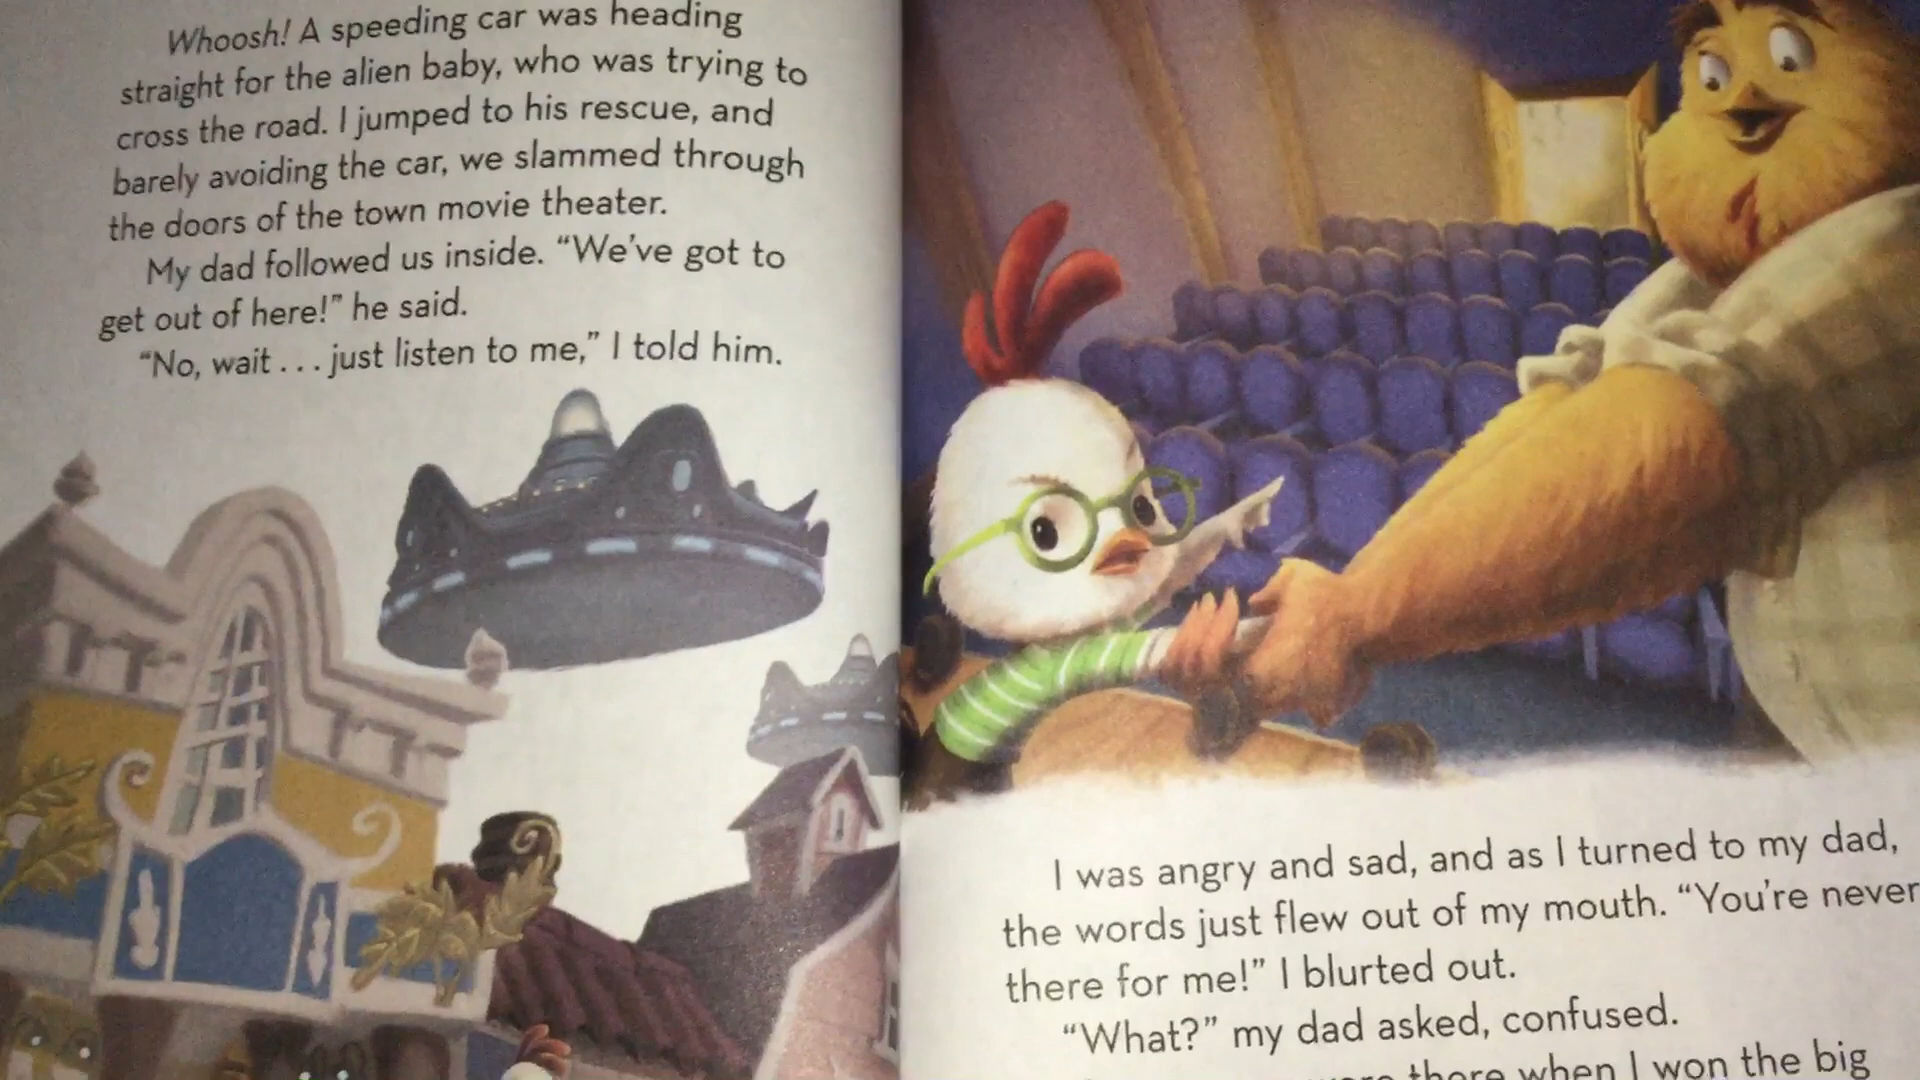 Whoosh! A speeding car was heading
straight for the alien baby, who was trying to
cross the road. I jumped to his rescue, and
barely avoiding the car, we slammed through
the doors of the town movie theater.
My dad followed us inside. “We’ve got to
get out of here!” he said.
“No, wait . . . just listen to me,” I told him.
I was angry and sad, and as I turned to my dad,
the words just flew out of my mouth. “You’re never
there for me!” I blurted out.
“What?” my dad asked, confused.
there when I won the big